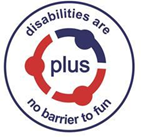 disabilities are
plus
no barrier to fun